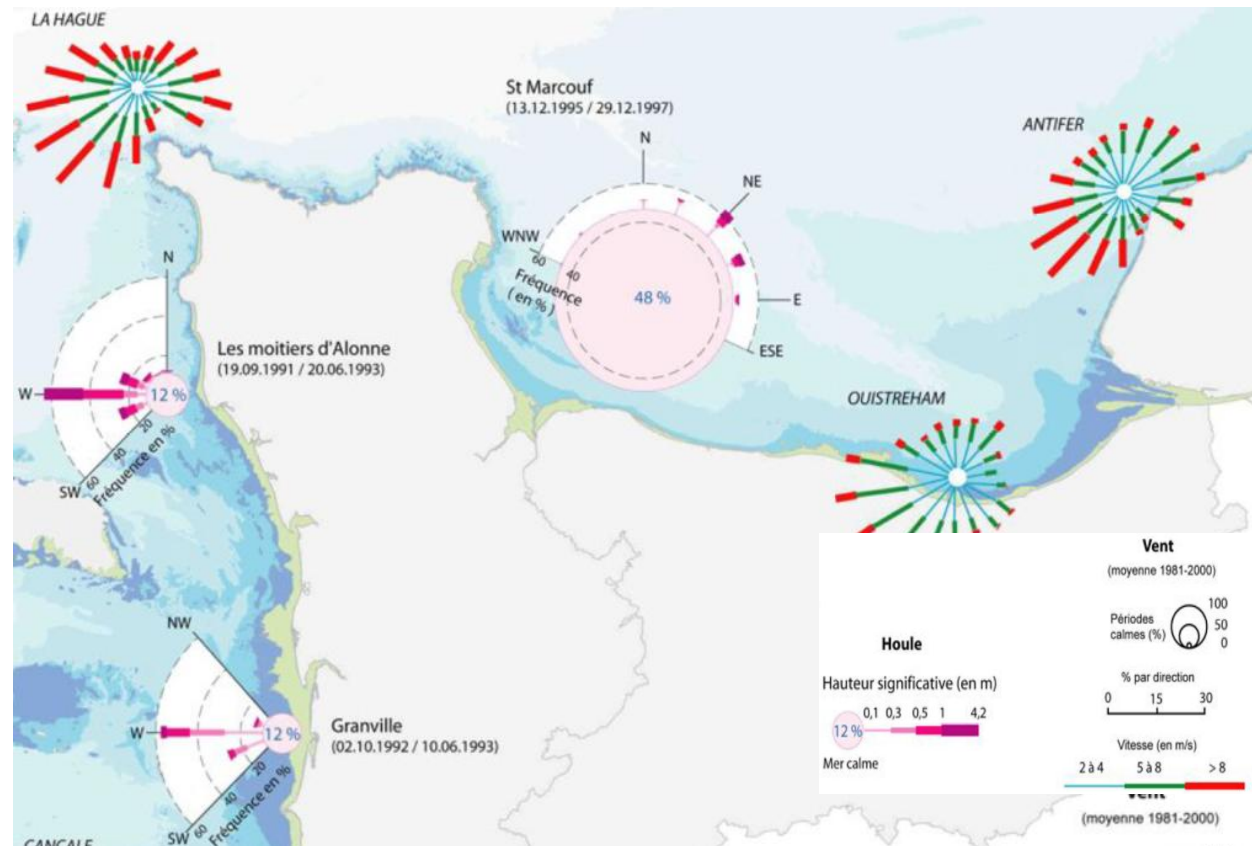 LA HAGUE
St Marcouf
(13.12.1995 / 29.12.1997)
N
NE
WNW
60
40
Fréquence
( en % )
48 %
E
ESE
ANTIFER
N
Les moitiers d'Alonne
(19.09.1991 / 20.06.1993)
W
12 %
20
40
60
SW
Fréquence en %
OUISTREHAM
NW
W
12 %
Granville
(02.10.1992 / 10.06.1993)
20
40
60
SW
Fréquence en %
CANCALE
Houle
Hauteur significative (en m)
0,1 0,3 0,5 1 4,2
12 %
Mer calme
Vent
(moyenne 1981-2000)
Périodes
calmes (%)
100
50
0
% par direction
0 15 30
Vitesse (en m/s)
2 à 4 5 à 8 > 8
Vent
(moyenne 1981-2000)